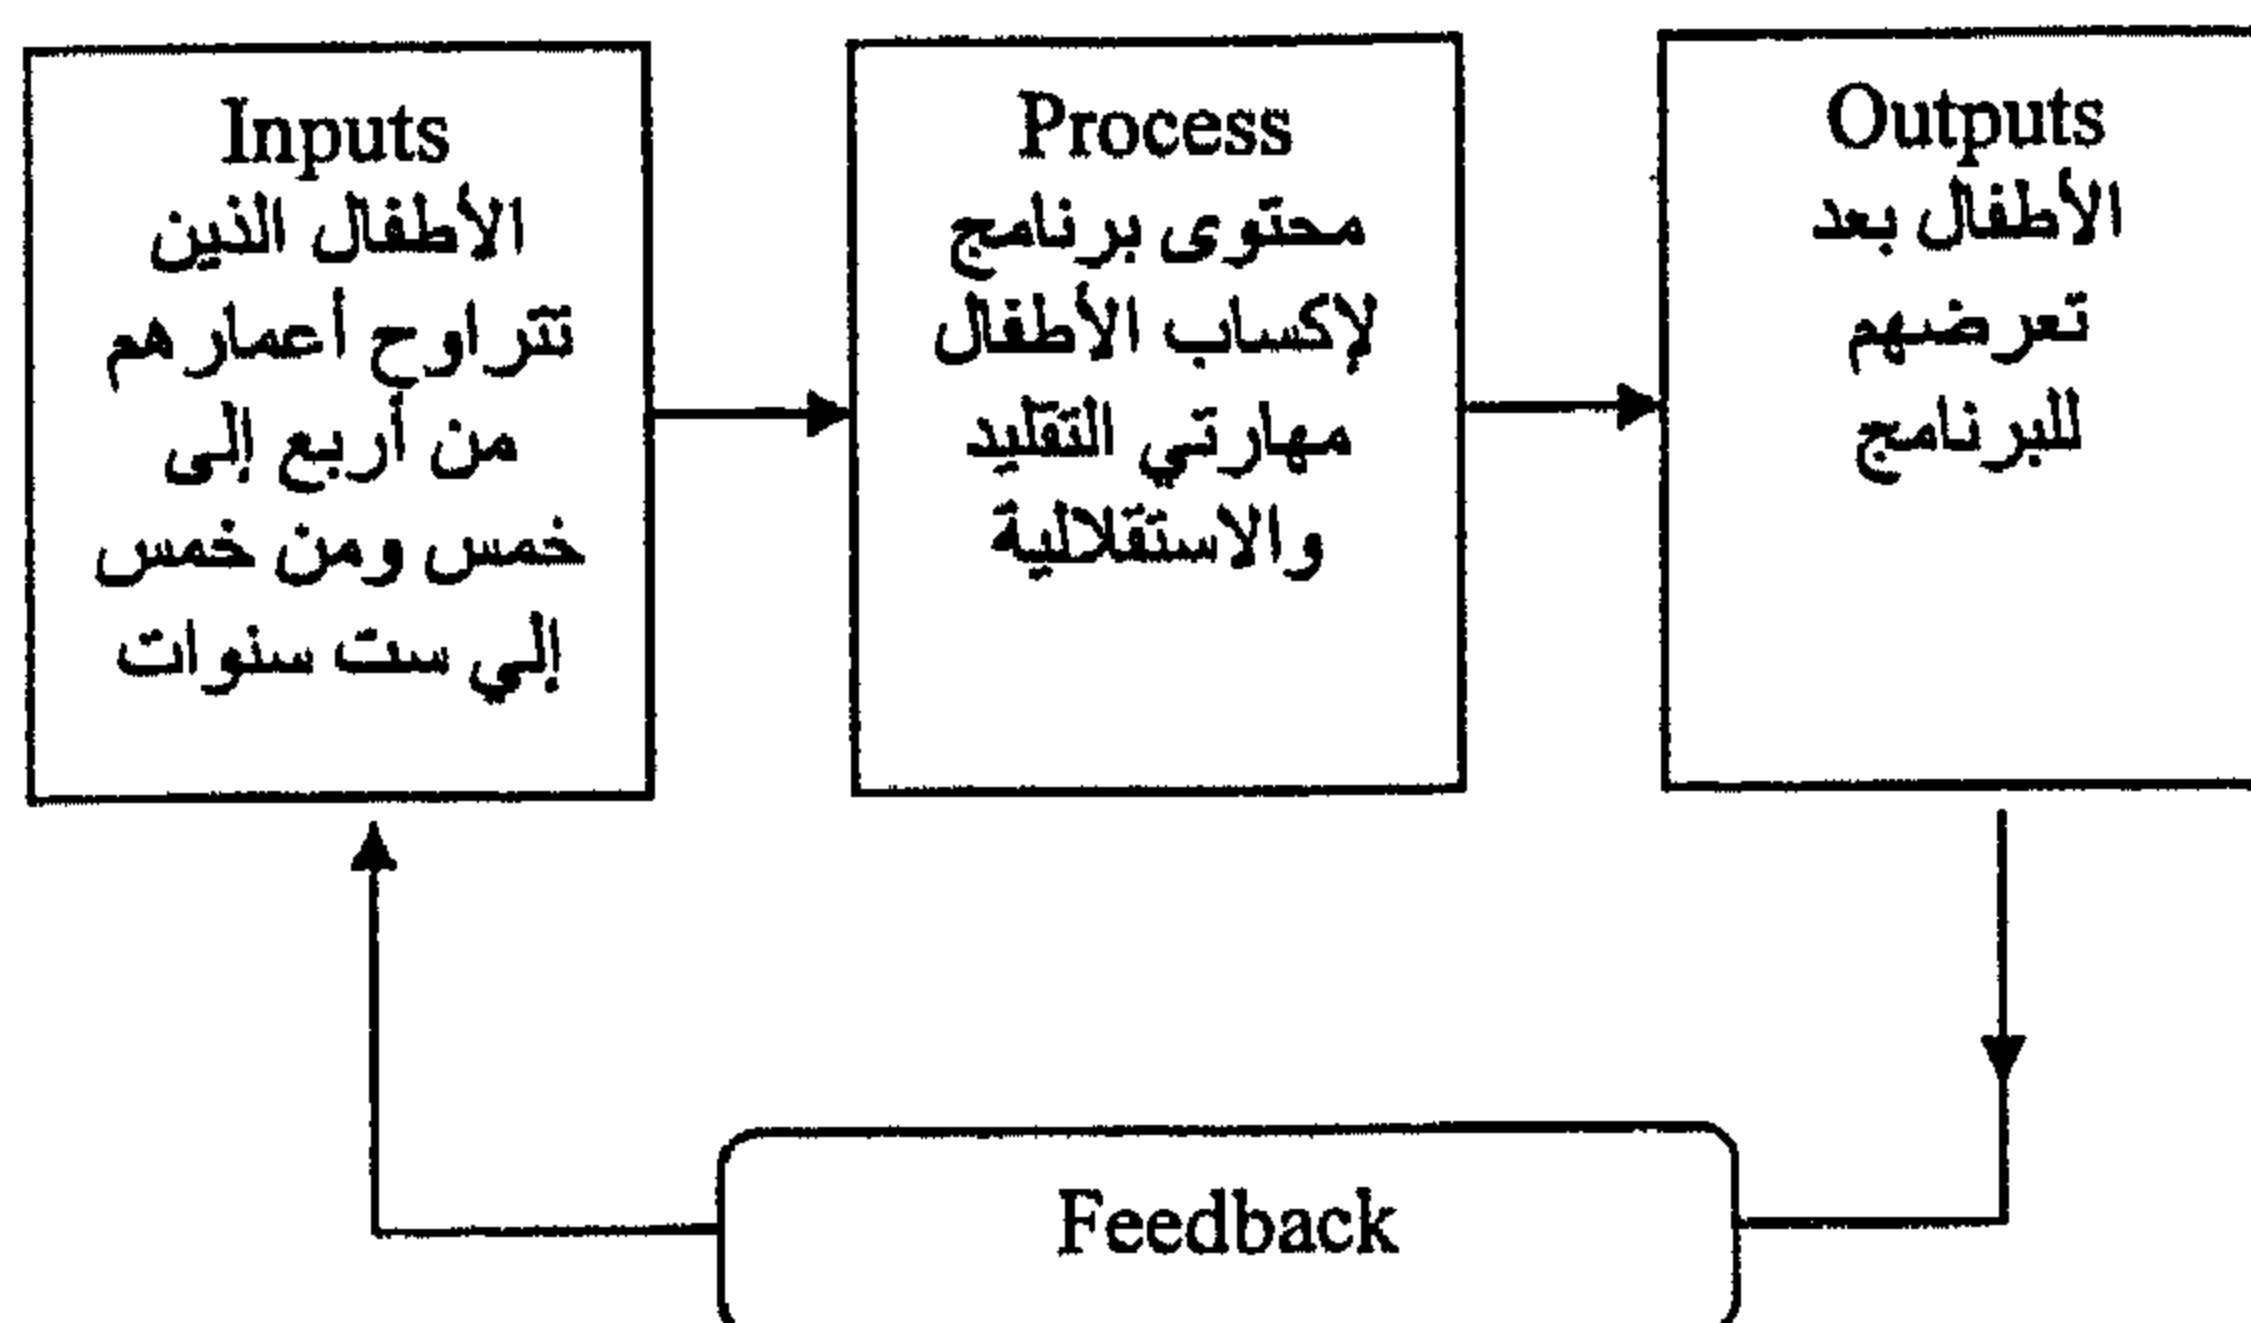 Inputs
الأطفال الذين
تتراوح أعمارهم
من أربع إلى
خمس ومن خمس
إلي ست سنوات
Process
محتوى برنامج
لإكساب الأطفال
مهارتي التقليد
والاستقلالية
Outputs
الأطفال بعد
تعرضهم
للبرنامج
Feedback